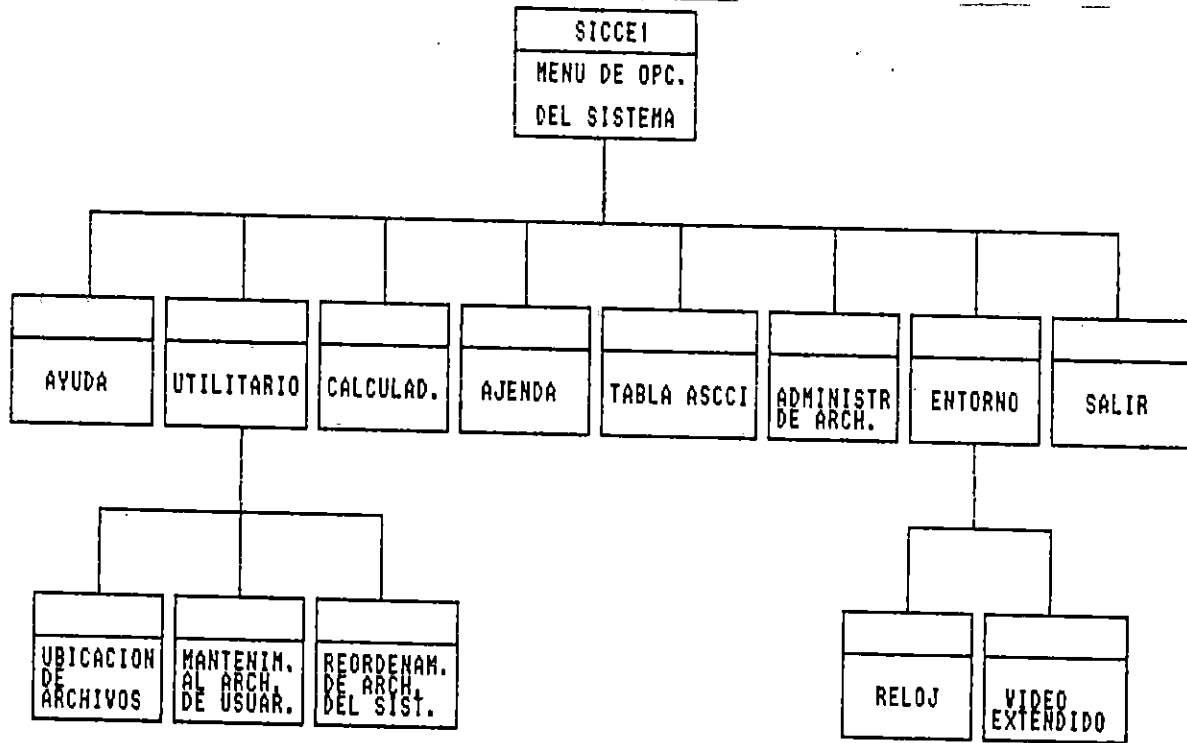 SICCE1
MENU DE OPC.
DEL SISTEMA
AYUDA
UTILITARIO
CALCULAD.
AJENDA
TABLA ASCCI
ADMINISTR
DE ARCH.
ENTORNO
SALIR
UBICACION
DE
ARCHIVOS
MANTENIM.
AL ARCH.
DE USUAR.
REORDENAM.
DE ARCH.
DEL SIST.
RELOJ
VIDEO
EXTENDIDO